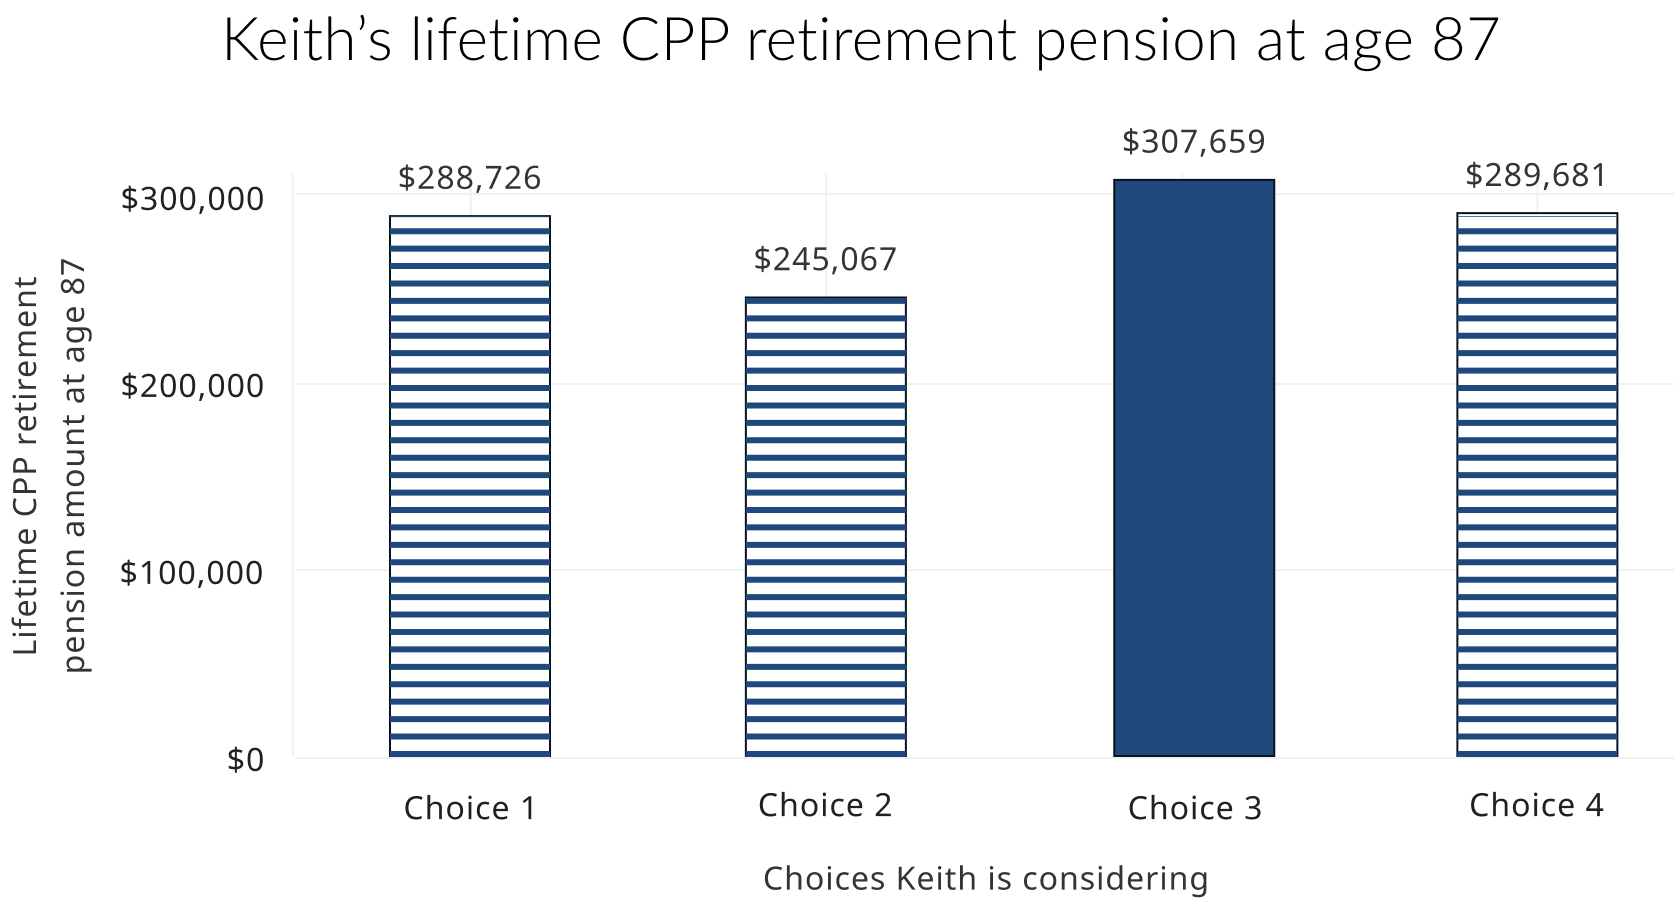 Keith’s lifetime CPP retirement pension at age 87
Lifetime CPP retirement
pension amount at age 87
$300,000
$200,000
$100,000
$0
$288,726
$245,067
$307,659
$289,681
Choice 1
Choice 2
Choice 3
Choice 4
Choices Keith is considering